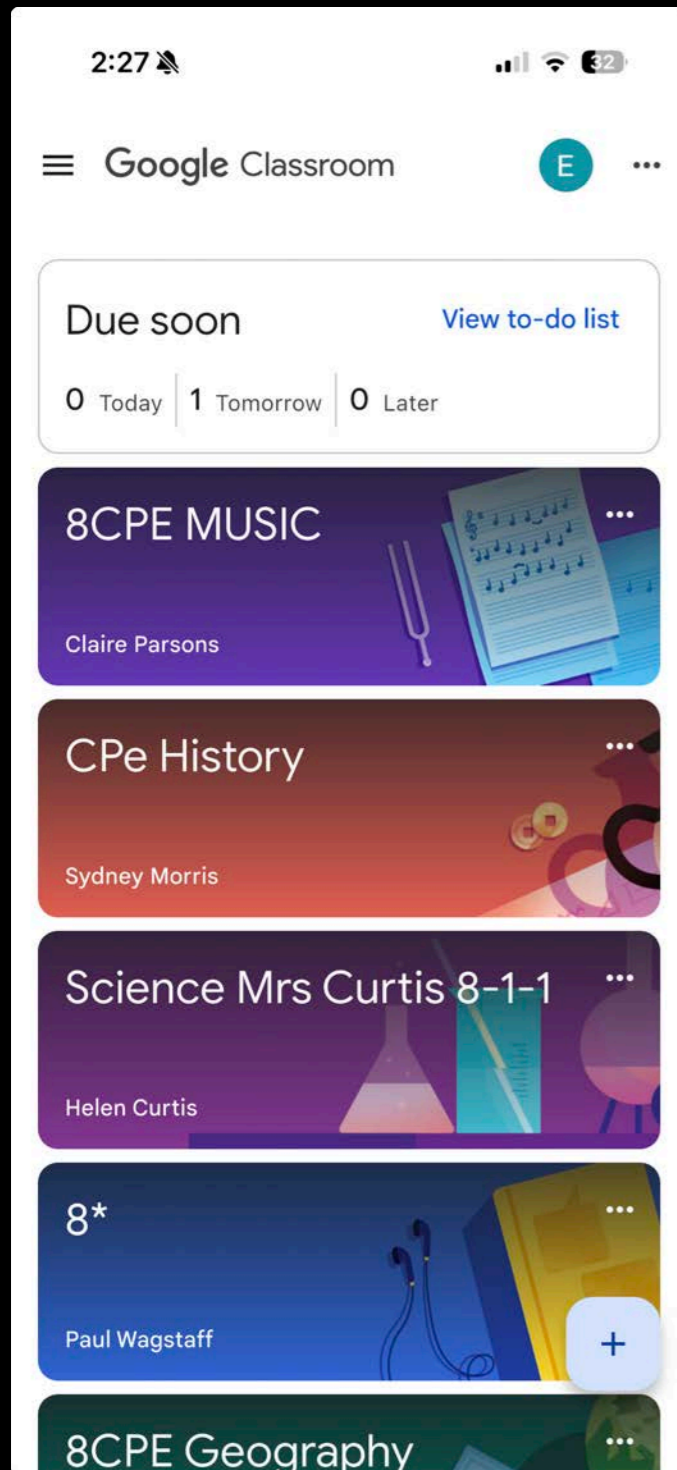 2:27
32
Google Classroom
E
Due soon
View to-do list
0 Today 1 Tomorrow 0 Later
8CPE MUSIC
Claire Parsons
CPe History
Sydney Morris
Science Mrs Curtis 8-1-1
Helen Curtis
8*
Paul Wagstaff
+
8CPE Geography